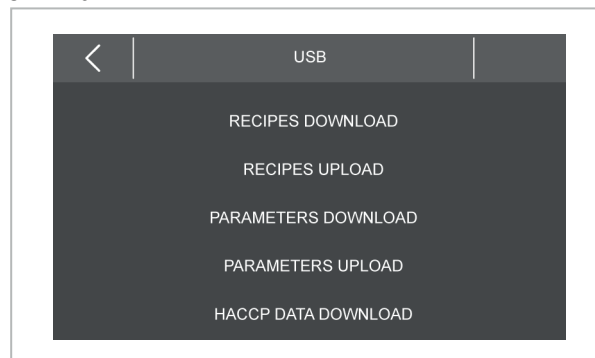 USB
RECIPES DOWNLOAD
RECIPES UPLOAD
PARAMETERS DOWNLOAD
PARAMETERS UPLOAD
HACCP DATA DOWNLOAD